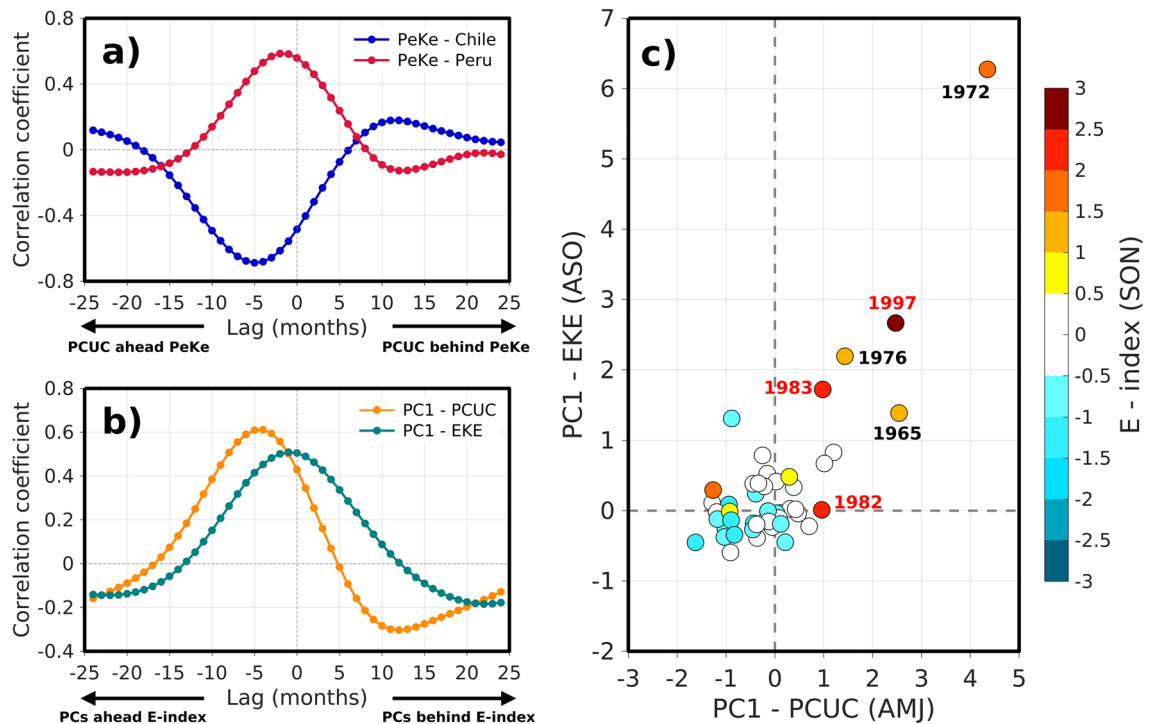 a)
PeKe - Chile
PeKe - Peru
Correlation coefficient
0.8
0.4
0
-0.4
-0.8
-25 -20 -15 -10 -5 0 5 10 15 20 25
Lag (months)
PCUC ahead PeKe
PCUC behind PeKe
b)
PC1 - PCUC
PC1 - EKE
Correlation coefficient
0.8
0.6
0.4
0.2
0
-0.2
-0.4
-25 -20 -15 -10 -5 0 5 10 15 20 25
Lag (months)
PCs ahead E-index
PCs behind E-index
c)
PC1 - EKE (ASO)
7
6
5
4
3
2
1
0
-1
-2
1972
1997
1976
1983
1965
1982
-3 -2 -1 0 1 2 3 4 5
PC1 - PCUC (AMJ)
3
2.5
2
1.5
1
0.5
0
-0.5
-1
-1.5
-2
-2.5
-3
E - index (SON)